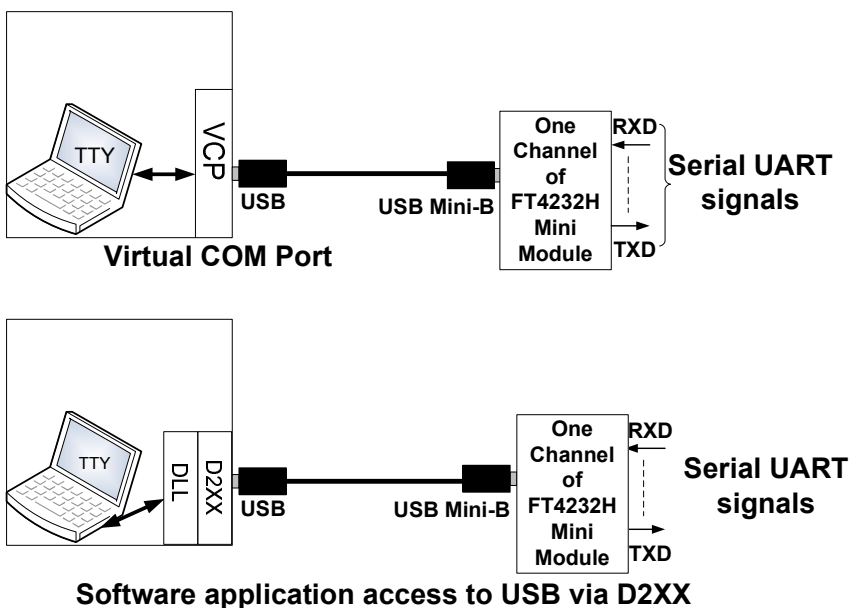 TTY
VCP
USB
USB Mini-B
One
Channel
of
FT4232H
Mini
Module
RXD
TXD
Serial UART
signals
Virtual COM Port
TTY
DLL
D2XX
USB
USB Mini-B
One
Channel
of
FT4232H
Mini
Module
RXD
TXD
Serial UART
signals
Software application access to USB via D2XX